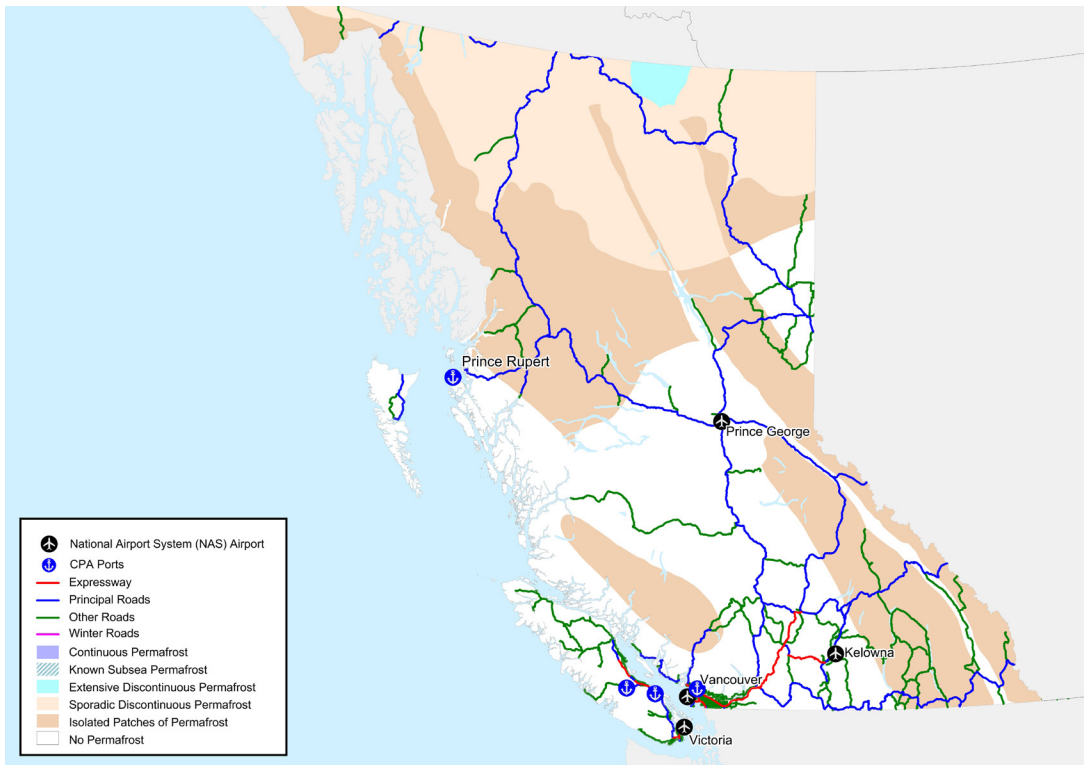 Prince Rupert
Prince George
Kelowna
Vancouver
Victoria
National Airport System (NAS) Airport
CPA Ports
Expressway
Principal Roads
Other Roads
Winter Roads
Continuous Permafrost
Known Subsea Permafrost
Extensive Discontinuous Permafrost
Sporadic Discontinuous Permafrost
Isolated Patches of Permafrost
No Permafrost